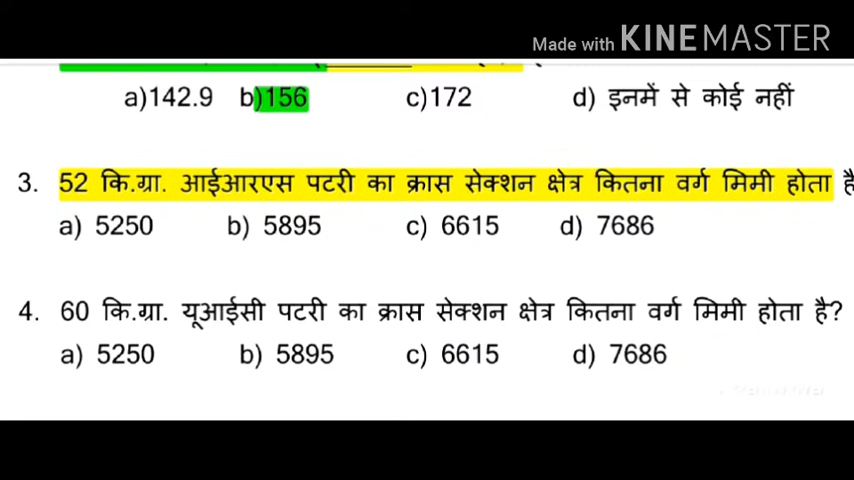 Made with KINEMASTER
a)142.9 b)156 c)172 d) इनमें से कोई नहीं
3. 52 कि.ग्रा. आईआरएस पटरी का क्रास सेक्शन क्षेत्र कितना वर्ग मिमी होता है
a) 5250 b) 5895 c) 6615 d) 7686
4. 60 कि.ग्रा. यूआईसी पटरी का क्रास सेक्शन क्षेत्र कितना वर्ग मिमी होता है?
a) 5250 b) 5895 c) 6615 d) 7686